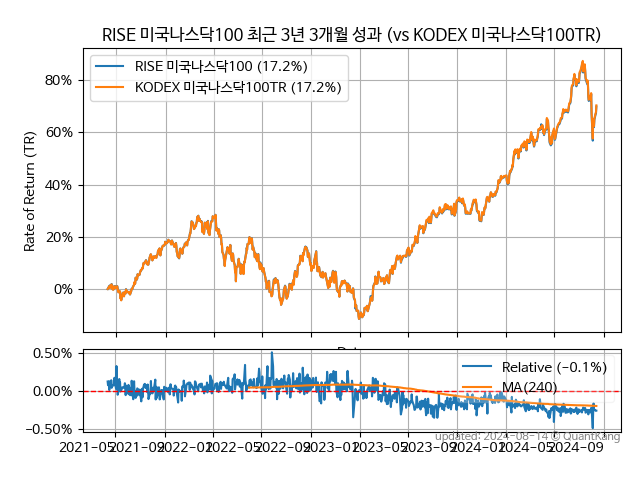 RISE 미국나스닥100 최근 3년 3개월 성과 (vs KODEX 미국나스닥100TR)
RISE 미국나스닥100 (17.2%)
KODEX 미국나스닥100TR (17.2%)
Rate of Return (TR)
80%
60%
40%
20%
0%
0.50%
0.00%
-0.50%
Relative (-0.1%)
MA(240)
updated: 2024-08-14 © QuantKang
2021-05 2021-09 2022-01 2022-05 2022-09 2023-01 2023-05 2023-09 2024-01 2024-05 2024-09